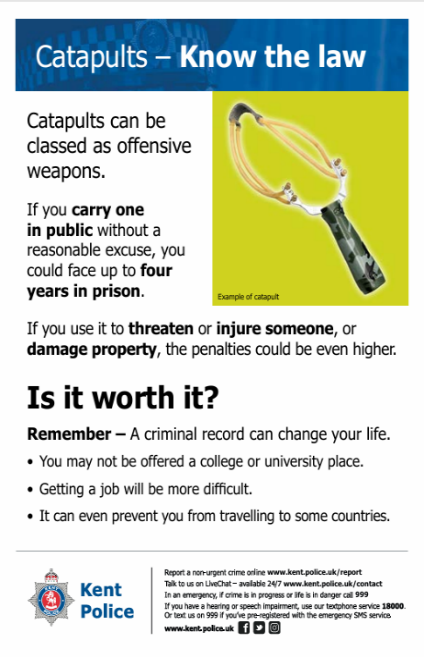 Catapults – Know the law
Catapults can be
classed as offensive
weapons.
If you carry one
in public without a
reasonable excuse, you
could face up to four
years in prison.
Example of catapult
If you use it to threaten or injure someone, or
damage property, the penalties could be even higher.
Is it worth it?
Remember – A criminal record can change your life.
• You may not be offered a college or university place.
• Getting a job will be more difficult.
• It can even prevent you from travelling to some countries.
Kent
Police
Report a non-urgent crime online www.kent.police.uk/report
Talk to us on LiveChat – available 24/7 www.kent.police.uk/contact
In an emergency, if crime is in progress or life is in danger call 999
If you have a hearing or speech impairment, use our textphone service 18000.
Or text us on 999 if you've pre-registered with the emergency SMS service.
www.kent.police.uk